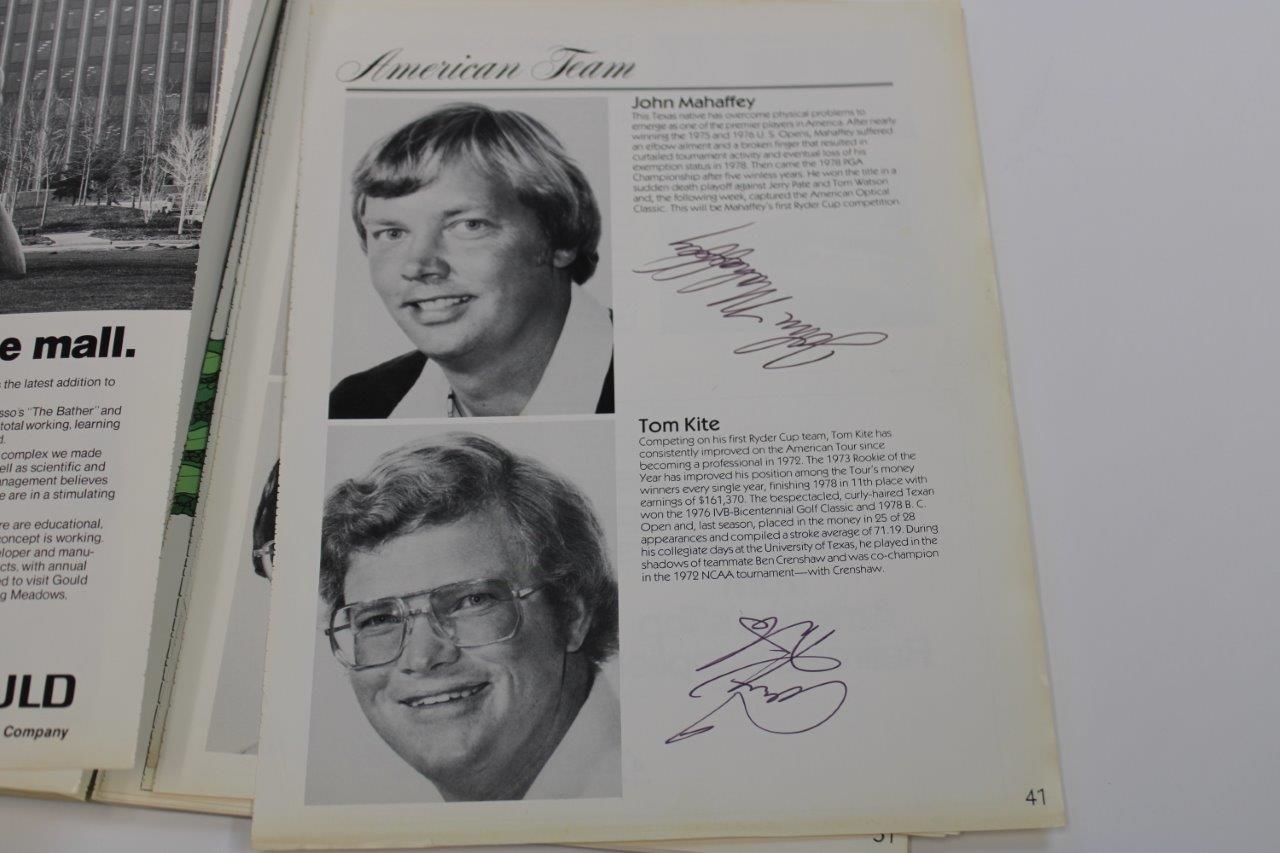 American Team
John Mahaffey
This Texas native has overcome physical problems to
emerge as one of the premier players in America. After nearly
winning the 1975 and 1976 U. S. Opens, Mahaffey suffered
an elbow ailment and a broken finger that resulted in
curtailed tournament activity and eventual loss of his
exemption status in 1978. Then came the 1978 PGA
Championship after five winless years. He won the title in a
sudden death playoff against Jerry Pate and Tom Watson
and, the following week, captured the American Optical
Classic. This will be Mahaffey's first Ryder Cup competition.
John Mahaffey
Tom Kite
Competing on his first Ryder Cup team, Tom Kite has
consistently improved on the American Tour since
becoming a professional in 1972. The 1973 Rookie of the
Year has improved his position among the Tour's money
winners every single year, finishing 1978 in 11th place with
earnings of $161,370. The bespectacled, curly-haired Texan
won the 1976 IVB-Bicentennial Golf Classic and 1978 B. C.
Open and, last season, placed in the money in 25 of 28
appearances and compiled a stroke average of 71.19. During
his collegiate days at the University of Texas, he played in the
shadows of teammate Ben Crenshaw and was co-champion
in the 1972 NCAA tournament—with Crenshaw.
Tom Kite
41
e mall.
the latest addition to
sso's "The Bather" and
total working, learning
d.
complex we made
ell as scientific and
anagement believes
e are in a stimulating
re are educational,
oncept is working.
eloper and manu-
cts, with annual
ed to visit Gould
g Meadows.
ULD
Company